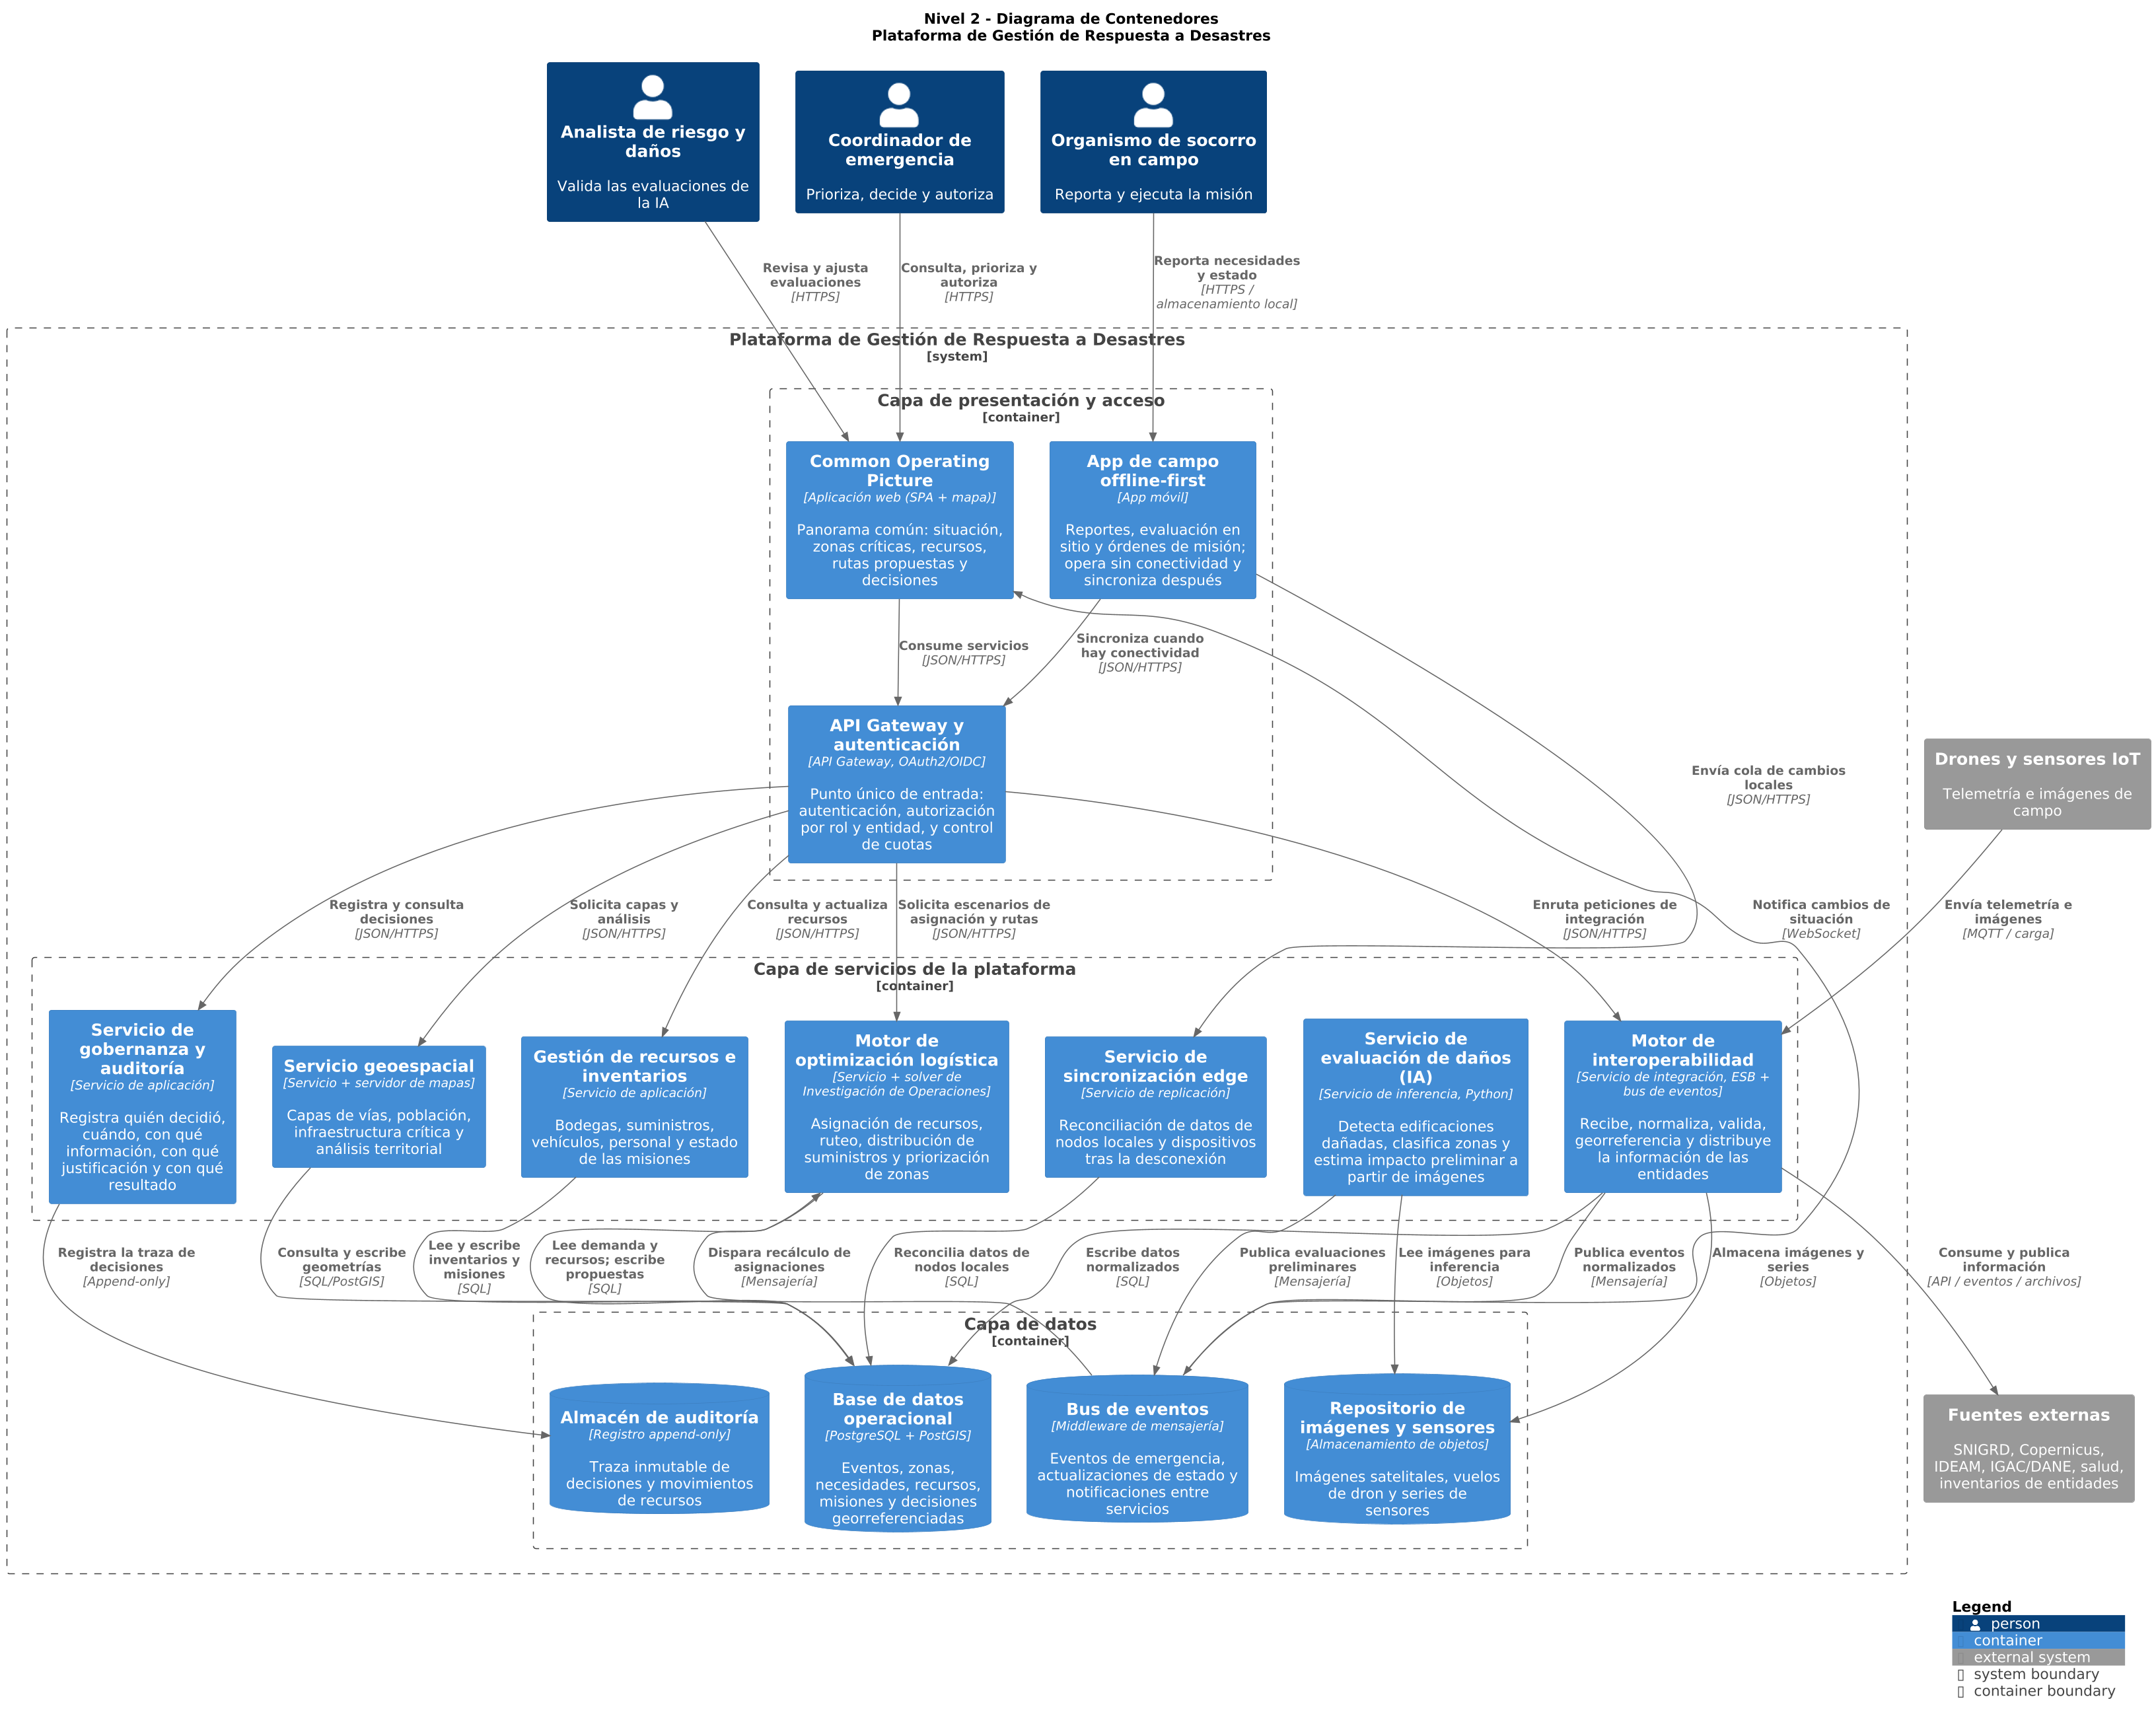 Nivel 2 - Diagrama de Contenedores
Plataforma de Gestión de Respuesta a Desastres
Analista de riesgo y
daños
Valida las evaluaciones de
la IA
Coordinador de
emergencia
Prioriza, decide y autoriza
Organismo de socorro
en campo
Reporta y ejecuta la misión
Revisa y ajusta
evaluaciones
[HTTPS]
Consulta, prioriza y
autoriza
[HTTPS]
Reporta necesidades
y estado
[HTTPS /
almacenamiento local]
Plataforma de Gestión de Respuesta a Desastres
[system]
Capa de presentación y acceso
[container]
Common Operating
Picture
[Aplicación web (SPA + mapa)]
Panorama común: situación,
zonas críticas, recursos,
rutas propuestas y
decisiones
App de campo
offline-first
[App móvil]
Reportes, evaluación en
sitio y órdenes de misión;
opera sin conectividad y
sincroniza después
Consume servicios
[JSON/HTTPS]
Sincroniza cuando
hay conectividad
[JSON/HTTPS]
API Gateway y
autenticación
[API Gateway, OAuth2/OIDC]
Punto único de entrada:
autenticación, autorización
por rol y entidad, y control
de cuotas
Envía cola de cambios
locales
[JSON/HTTPS]
Drones y sensores IoT
Telemetría e imágenes de
campo
Registra y consulta
decisiones
[JSON/HTTPS]
Solicita capas y
análisis
[JSON/HTTPS]
Consulta y actualiza
recursos
[JSON/HTTPS]
Solicita escenarios de
asignación y rutas
[JSON/HTTPS]
Enruta peticiones de
integración
[JSON/HTTPS]
Notifica cambios de
situación
[WebSocket]
Envía telemetría e
imágenes
[MQTT / carga]
Capa de servicios de la plataforma
[container]
Servicio de
gobernanza y
auditoría
[Servicio de aplicación]
Registra quién decidió,
cuándo, con qué
información, con qué
justificación y con qué
resultado
Servicio geoespacial
[Servicio + servidor de mapas]
Capas de vías, población,
infraestructura crítica y
análisis territorial
Gestión de recursos e
inventarios
[Servicio de aplicación]
Bodegas, suministros,
vehículos, personal y estado
de las misiones
Motor de
optimización logística
[Servicio + solver de
Investigación de Operaciones]
Asignación de recursos,
ruteo, distribución de
suministros y priorización
de zonas
Servicio de
sincronización edge
[Servicio de replicación]
Reconciliación de datos de
nodos locales y dispositivos
tras la desconexión
Servicio de
evaluación de daños
(IA)
[Servicio de inferencia, Python]
Detecta edificaciones
dañadas, clasifica zonas y
estima impacto preliminar a
partir de imágenes
Motor de
interoperabilidad
[Servicio de integración, ESB +
bus de eventos]
Recibe, normaliza, valida,
georreferencia y distribuye
la información de las
entidades
Registra la traza de
decisiones
[Append-only]
Consulta y escribe
geometrías
[SQL/PostGIS]
Lee y escribe
inventarios y
misiones
[SQL]
Lee demanda y
recursos; escribe
propuestas
[SQL]
Dispara recálculo de
asignaciones
[Mensajería]
Reconcilia datos de
nodos locales
[SQL]
Escribe datos
normalizados
[SQL]
Publica evaluaciones
preliminares
[Mensajería]
Lee imágenes para
inferencia
[Objetos]
Publica eventos
normalizados
[Mensajería]
Almacena imágenes y
series
[Objetos]
Consume y publica
información
[API / eventos / archivos]
Capa de datos
[container]
Almacén de auditoría
[Registro append-only]
Traza inmutable de
decisiones y movimientos
de recursos
Base de datos
operacional
[PostgreSQL + PostGIS]
Eventos, zonas,
necesidades, recursos,
misiones y decisiones
georreferenciadas
Bus de eventos
[Middleware de mensajería]
Eventos de emergencia,
actualizaciones de estado y
notificaciones entre
servicios
Repositorio de
imágenes y sensores
[Almacenamiento de objetos]
Imágenes satelitales, vuelos
de dron y series de
sensores
Fuentes externas
SNIGRD, Copernicus,
IDEAM, IGAC/DANE, salud,
inventarios de entidades
Legend
person
container
external system
system boundary
container boundary